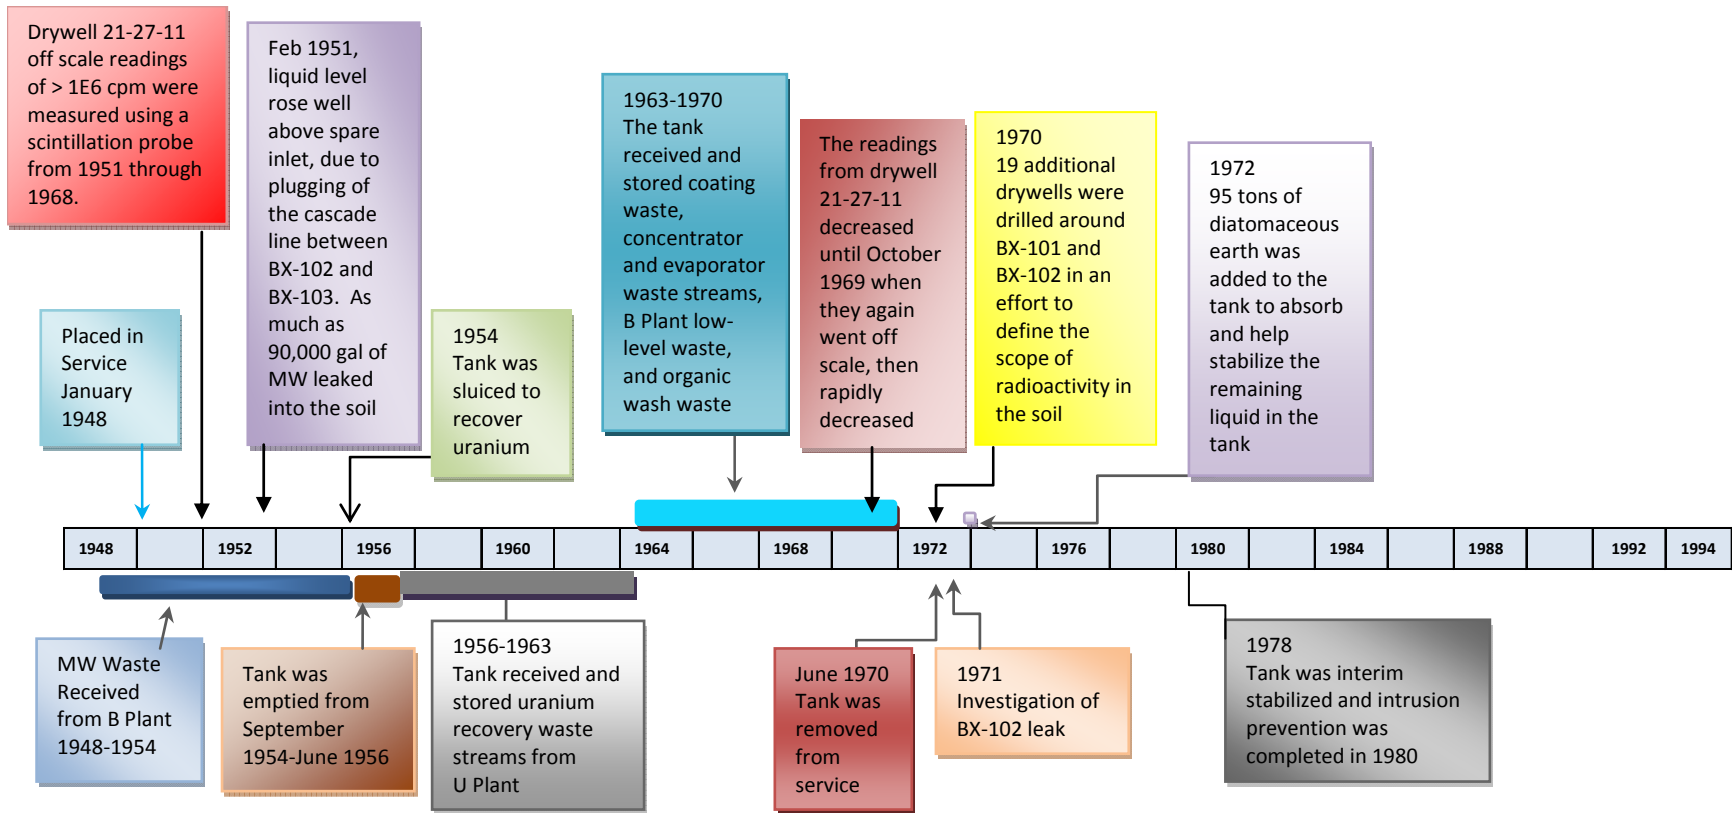 Drywell 21-27-11
off scale readings
of > 1E6 cpm were
measured using a
scintillation probe
from 1951 through
1968.
Feb 1951,
liquid level
rose well
above spare
inlet, due to
plugging of
the cascade
line between
BX-102 and
BX-103.  As
much as
90,000 gal of
MW leaked
into the soil
1963-1970
The tank
received and
stored coating
waste,
concentrator
and evaporator
waste streams,
B Plant low-
level waste,
and organic
wash waste
The readings
from drywell
21-27-11
decreased
until October
1969 when
they again
went off
scale, then
rapidly
decreased
1970
19 additional
drywells were
drilled around
BX-101 and
BX-102 in an
effort to
define the
scope of
radioactivity in
the soil
1972
95 tons of
diatomaceous
earth was
added to the
tank to absorb
and help
stabilize the
remaining
liquid in the
tank
Placed in
Service
January
1948
1954
Tank was
sluiced to
recover
uranium
1948 1952 1956 1960 1964 1968 1972 1976 1980 1984 1988 1992 1994
MW Waste
Received
from B Plant
1948-1954
Tank was
emptied from
September
1954-June 1956
1956-1963
Tank received and
stored uranium
recovery waste
streams from
U Plant
June 1970
Tank was
removed
from
service
1971
Investigation of
BX-102 leak
1978
Tank was interim
stabilized and intrusion
prevention was
completed in 1980